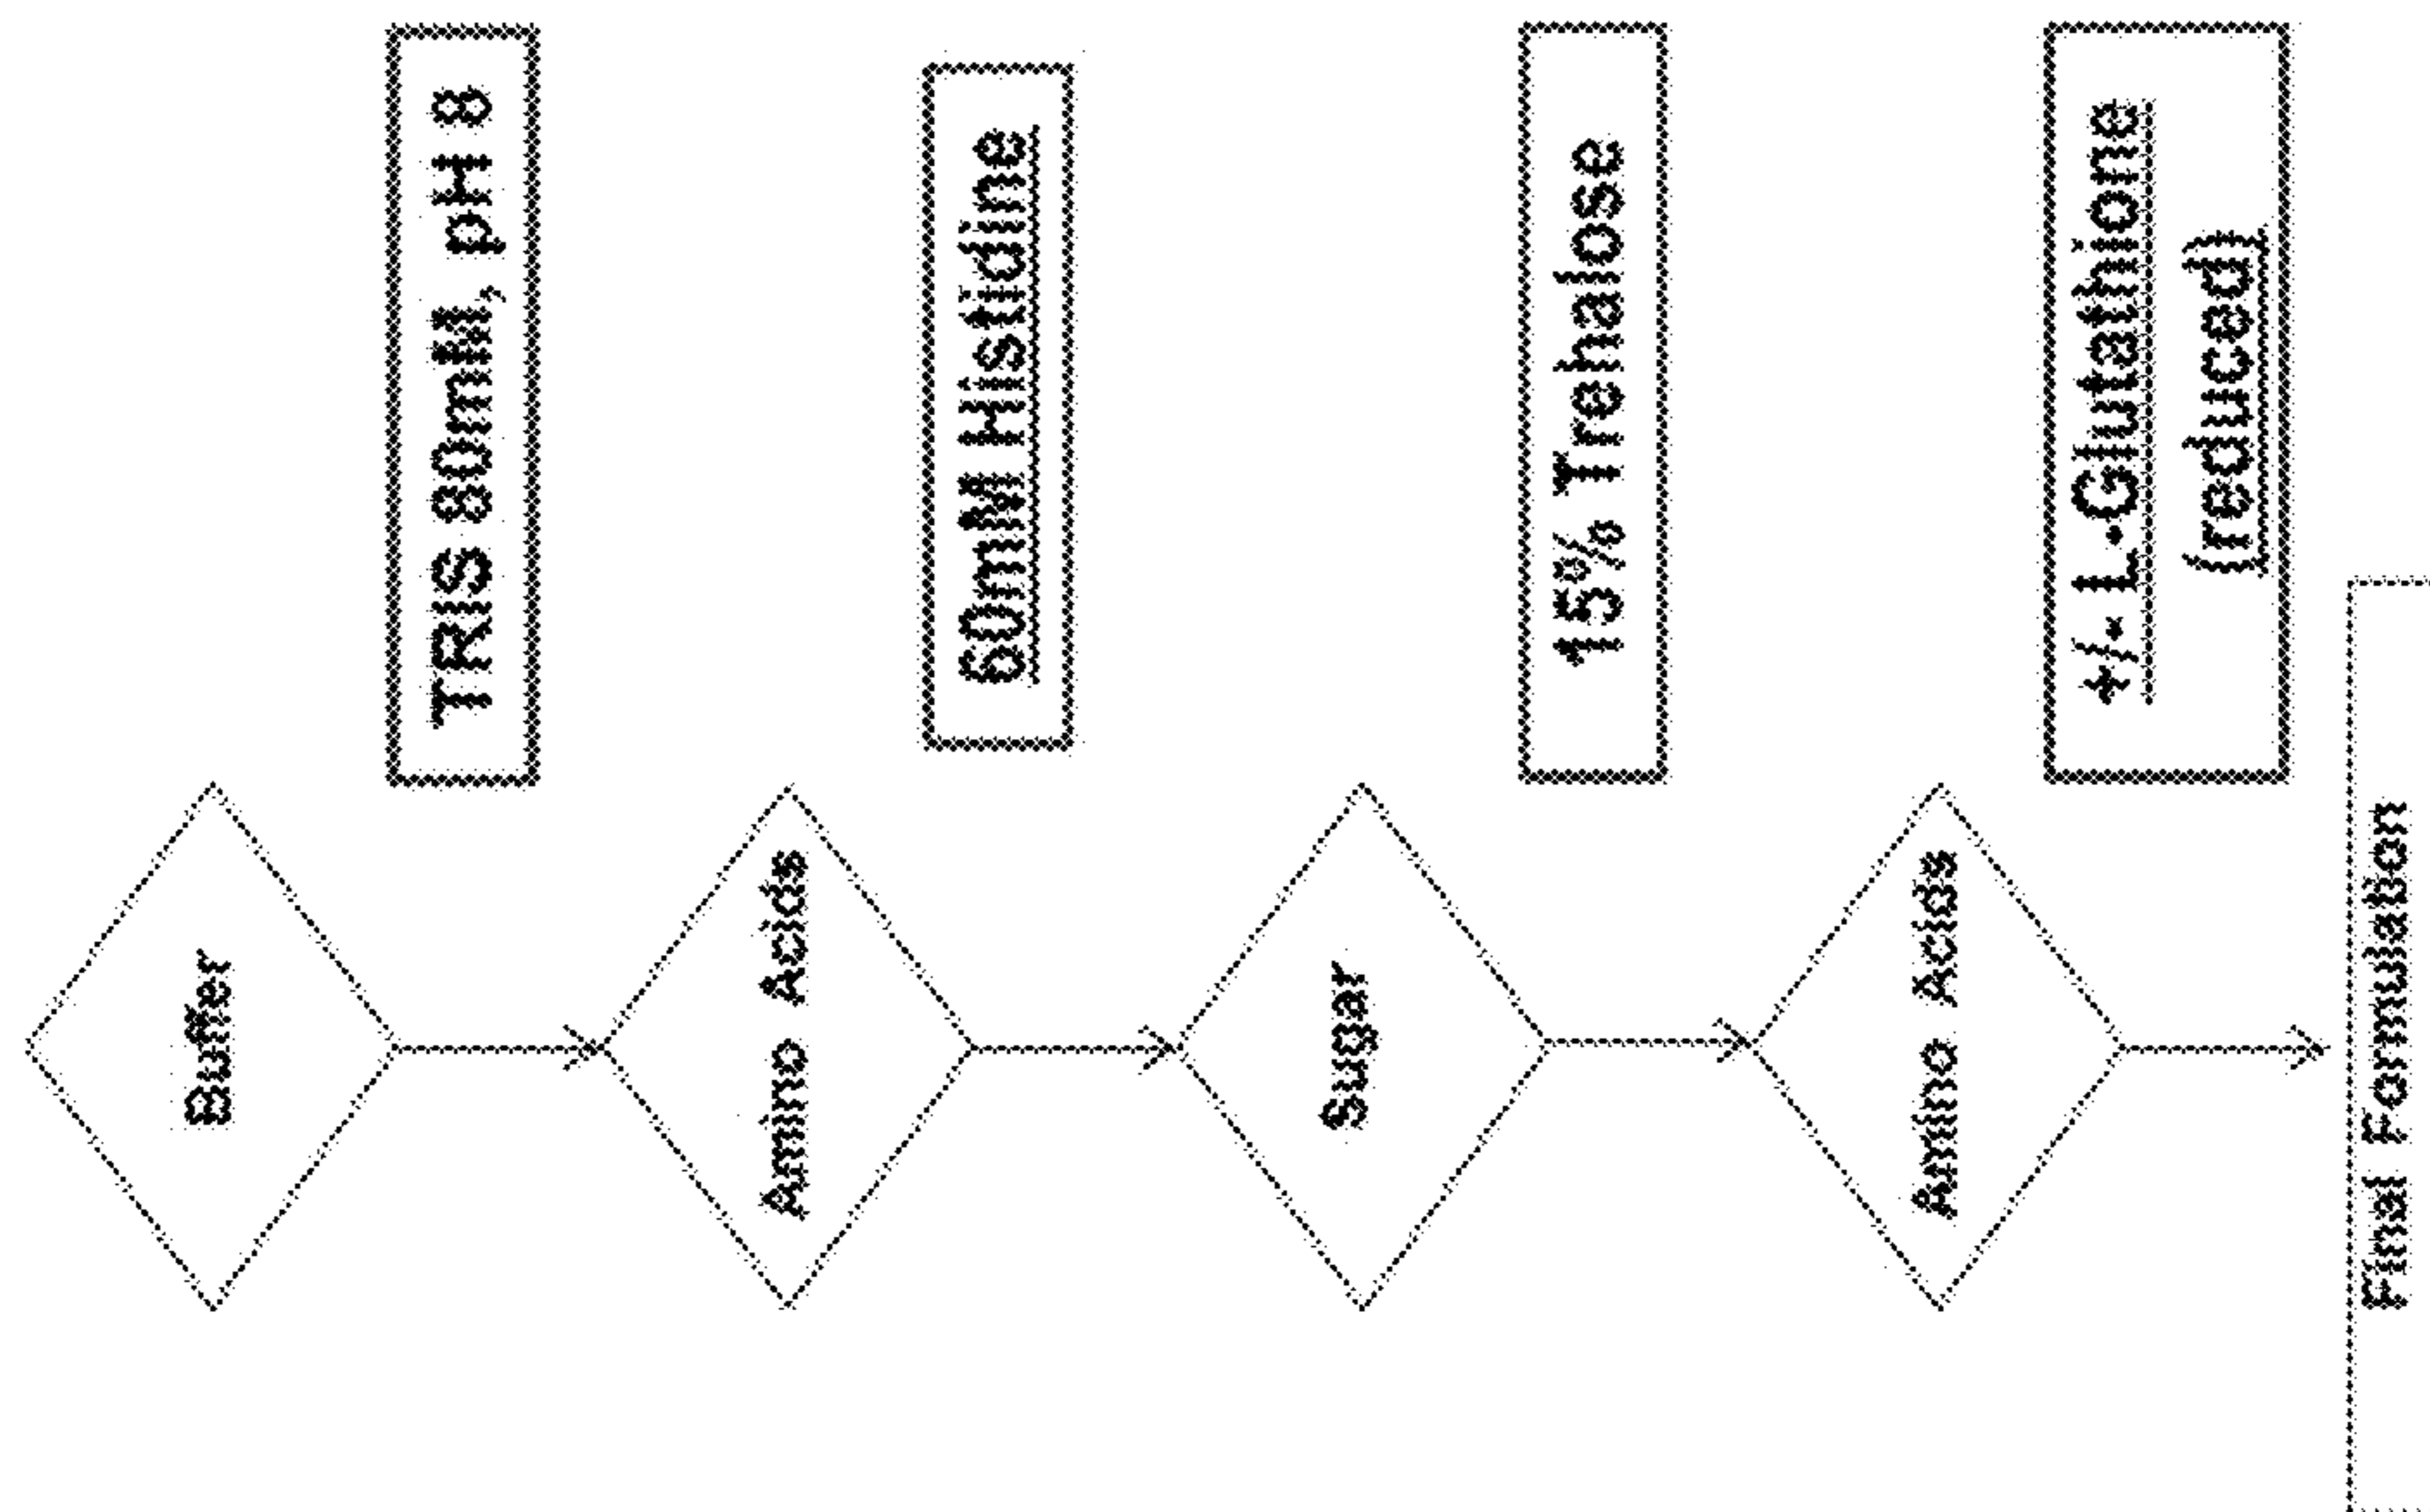 Buffer
TRIS 80mM, pH 8
Amino Acids
60mM Histidine
Sugar
15% Trehalose
Amino Acids
+/- L-Glutathione
(reduced)
Final Formulation